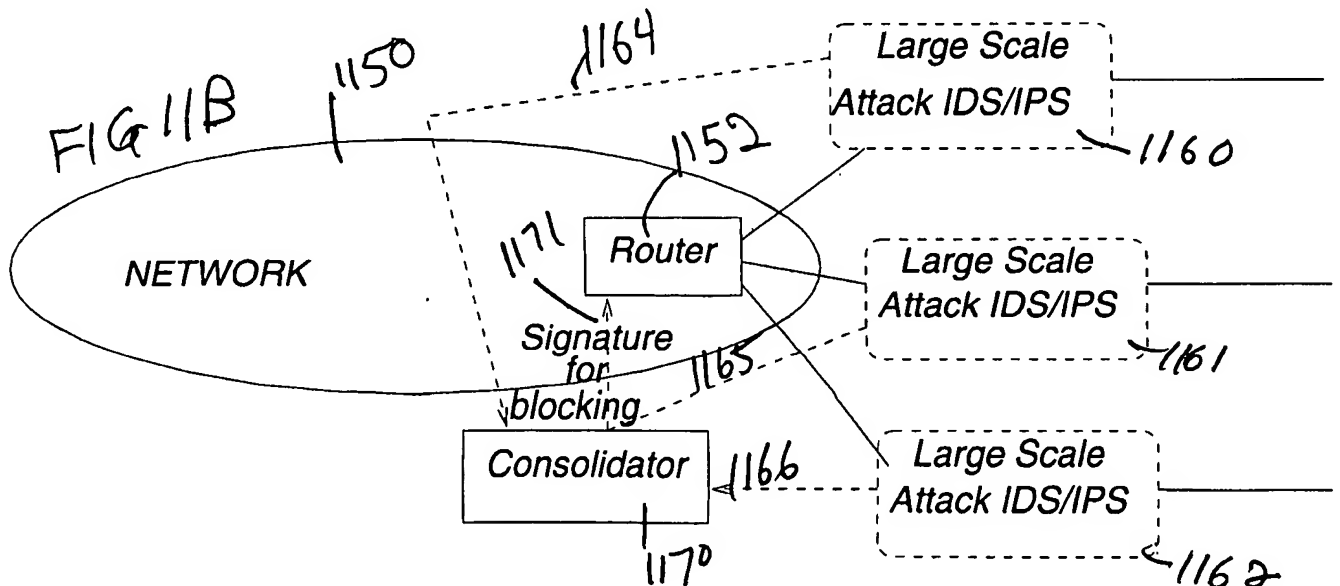 FIG 11B
1150
1164
Large Scale
Attack IDS/IPS
1160
1152
Router
1171
NETWORK
Large Scale
Attack IDS/IPS
1161
Signature
for
blocking
1165
Consolidator
1166
Large Scale
Attack IDS/IPS
1170
1162